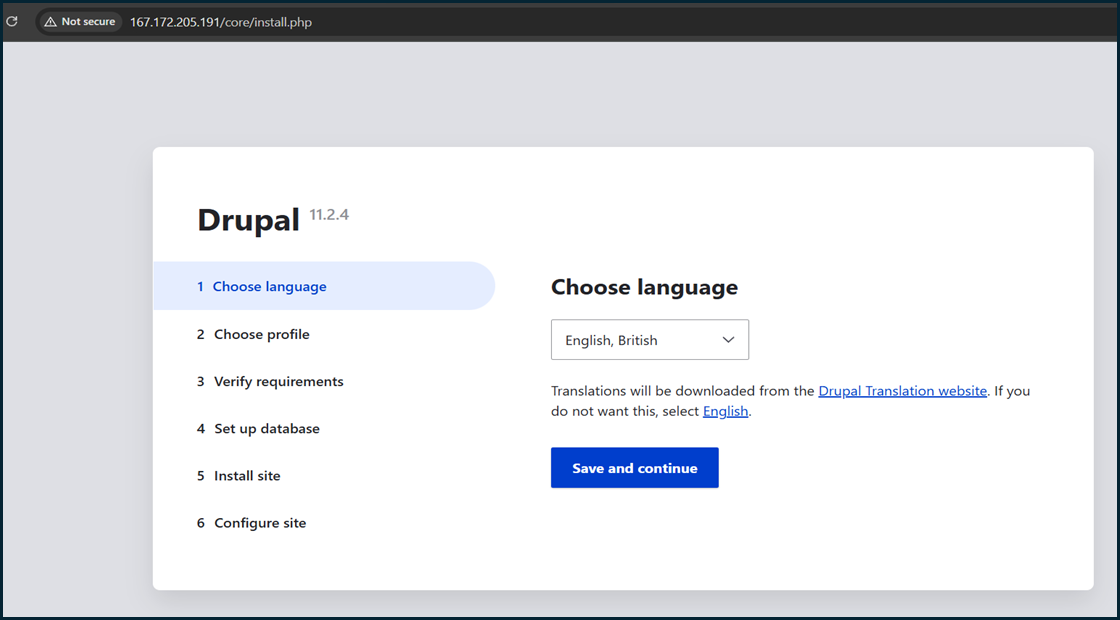 Not secure 167.172.205.191/core/install.php
Drupal 11.2.4
1 Choose language
2 Choose profile
3 Verify requirements
4 Set up database
5 Install site
6 Configure site
Choose language
English, British
Translations will be downloaded from the Drupal Translation website. If you
do not want this, select English.
Save and continue